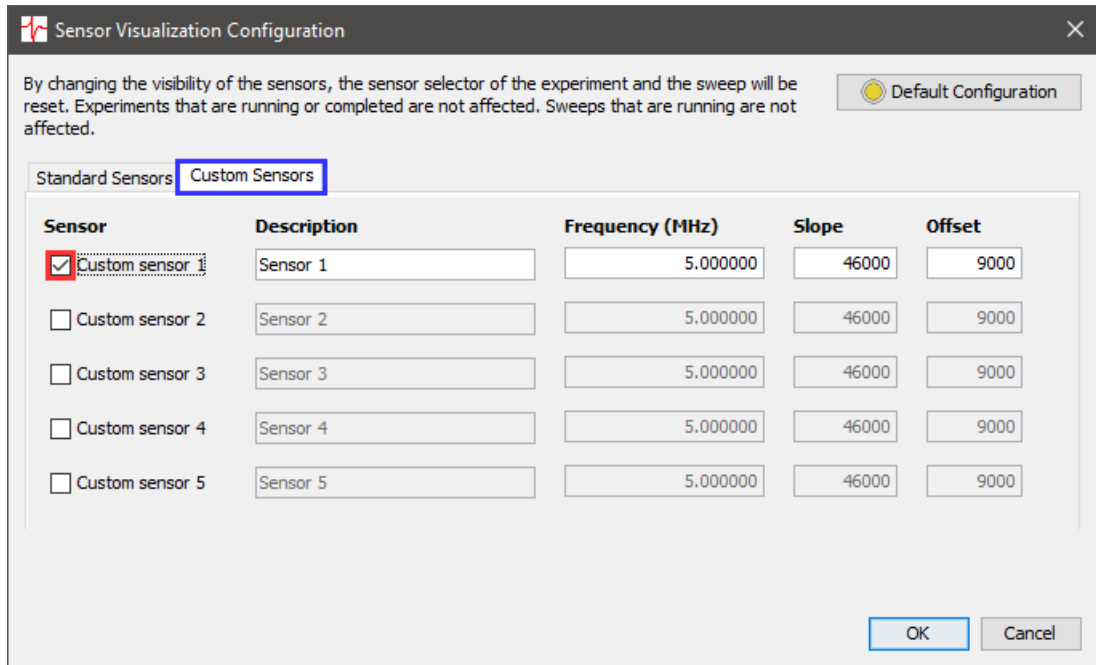 Sensor Visualization Configuration
By changing the visibility of the sensors, the sensor selector of the experiment and the sweep will be
reset. Experiments that are running or completed are not affected. Sweeps that are running are not
affected.
Default Configuration
Standard Sensors Custom Sensors
Sensor Description Frequency (MHz) Slope Offset
Custom sensor 1 Sensor 1 5.000000 46000 9000
Custom sensor 2 Sensor 2 5.000000 46000 9000
Custom sensor 3 Sensor 3 5.000000 46000 9000
Custom sensor 4 Sensor 4 5.000000 46000 9000
Custom sensor 5 Sensor 5 5.000000 46000 9000
OK Cancel